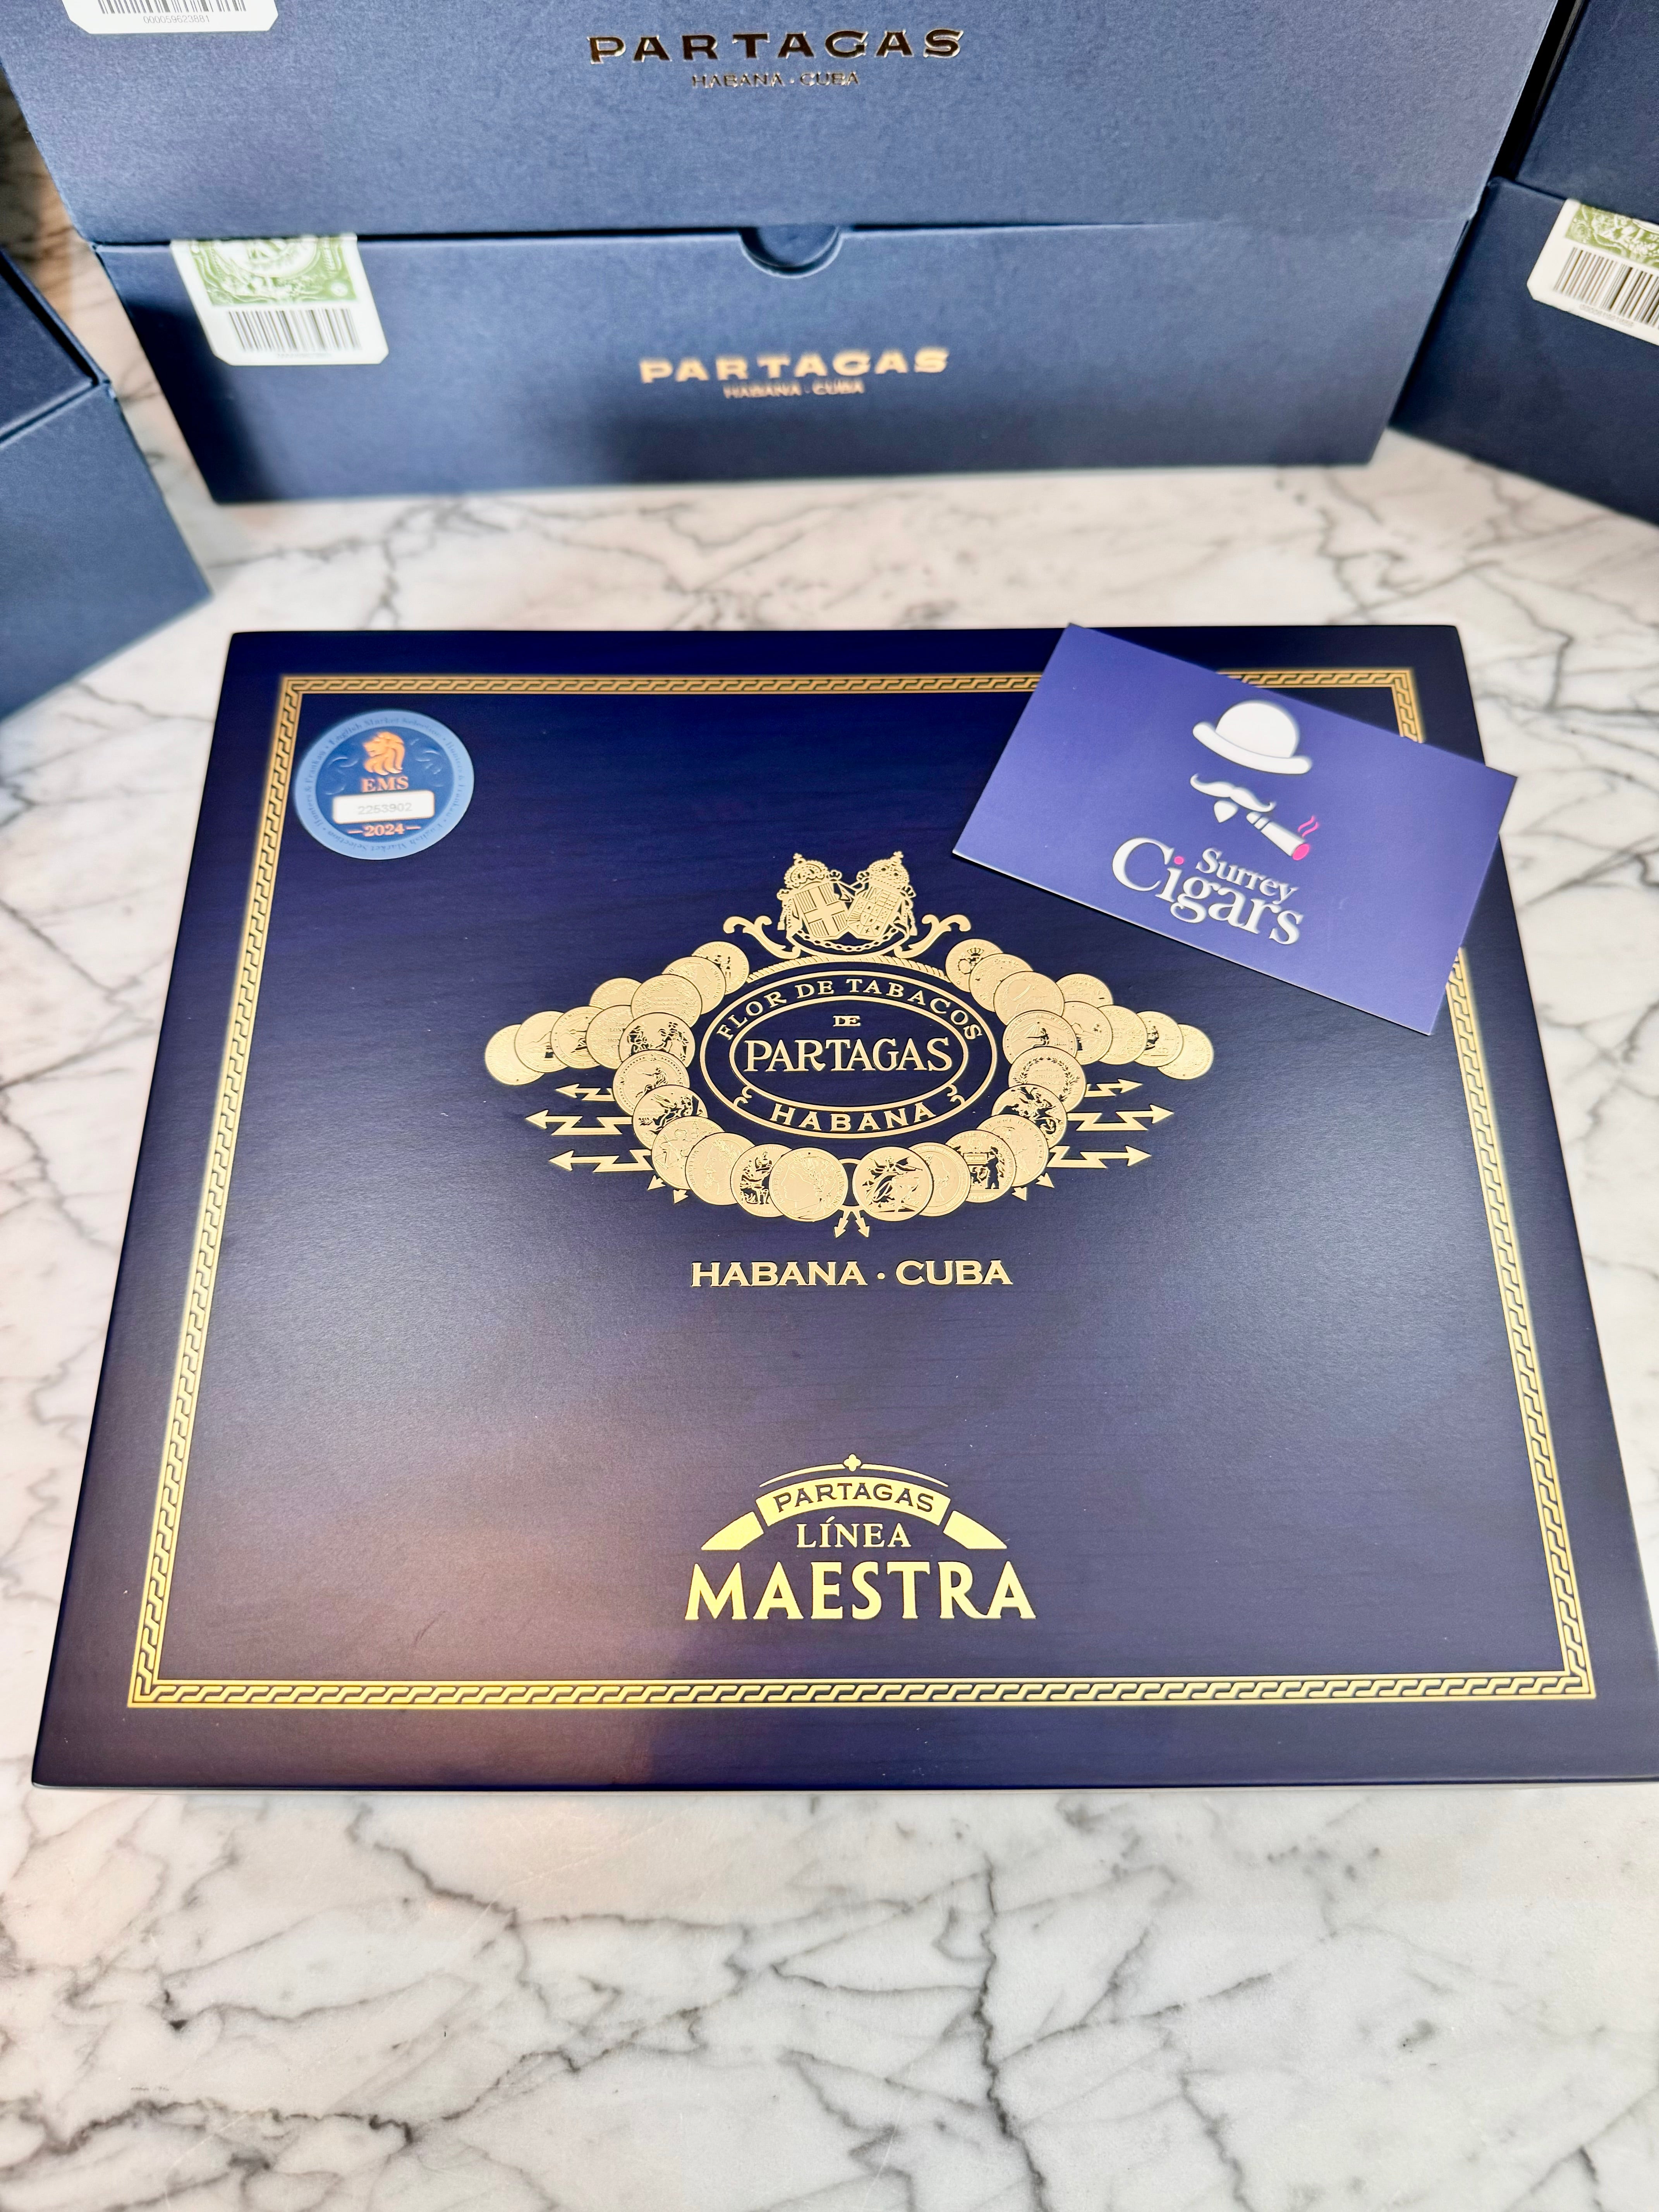 000059623881
PARTAGAS
HABANA · CUBA
PARTAGAS
HABANA · CUBA
EMS
2253902
2024
Surrey
Cigars
FLOR DE TABACOS
DE
PARTAGAS
HABANA
HABANA · CUBA
PARTAGAS
LÍNEA
MAESTRA